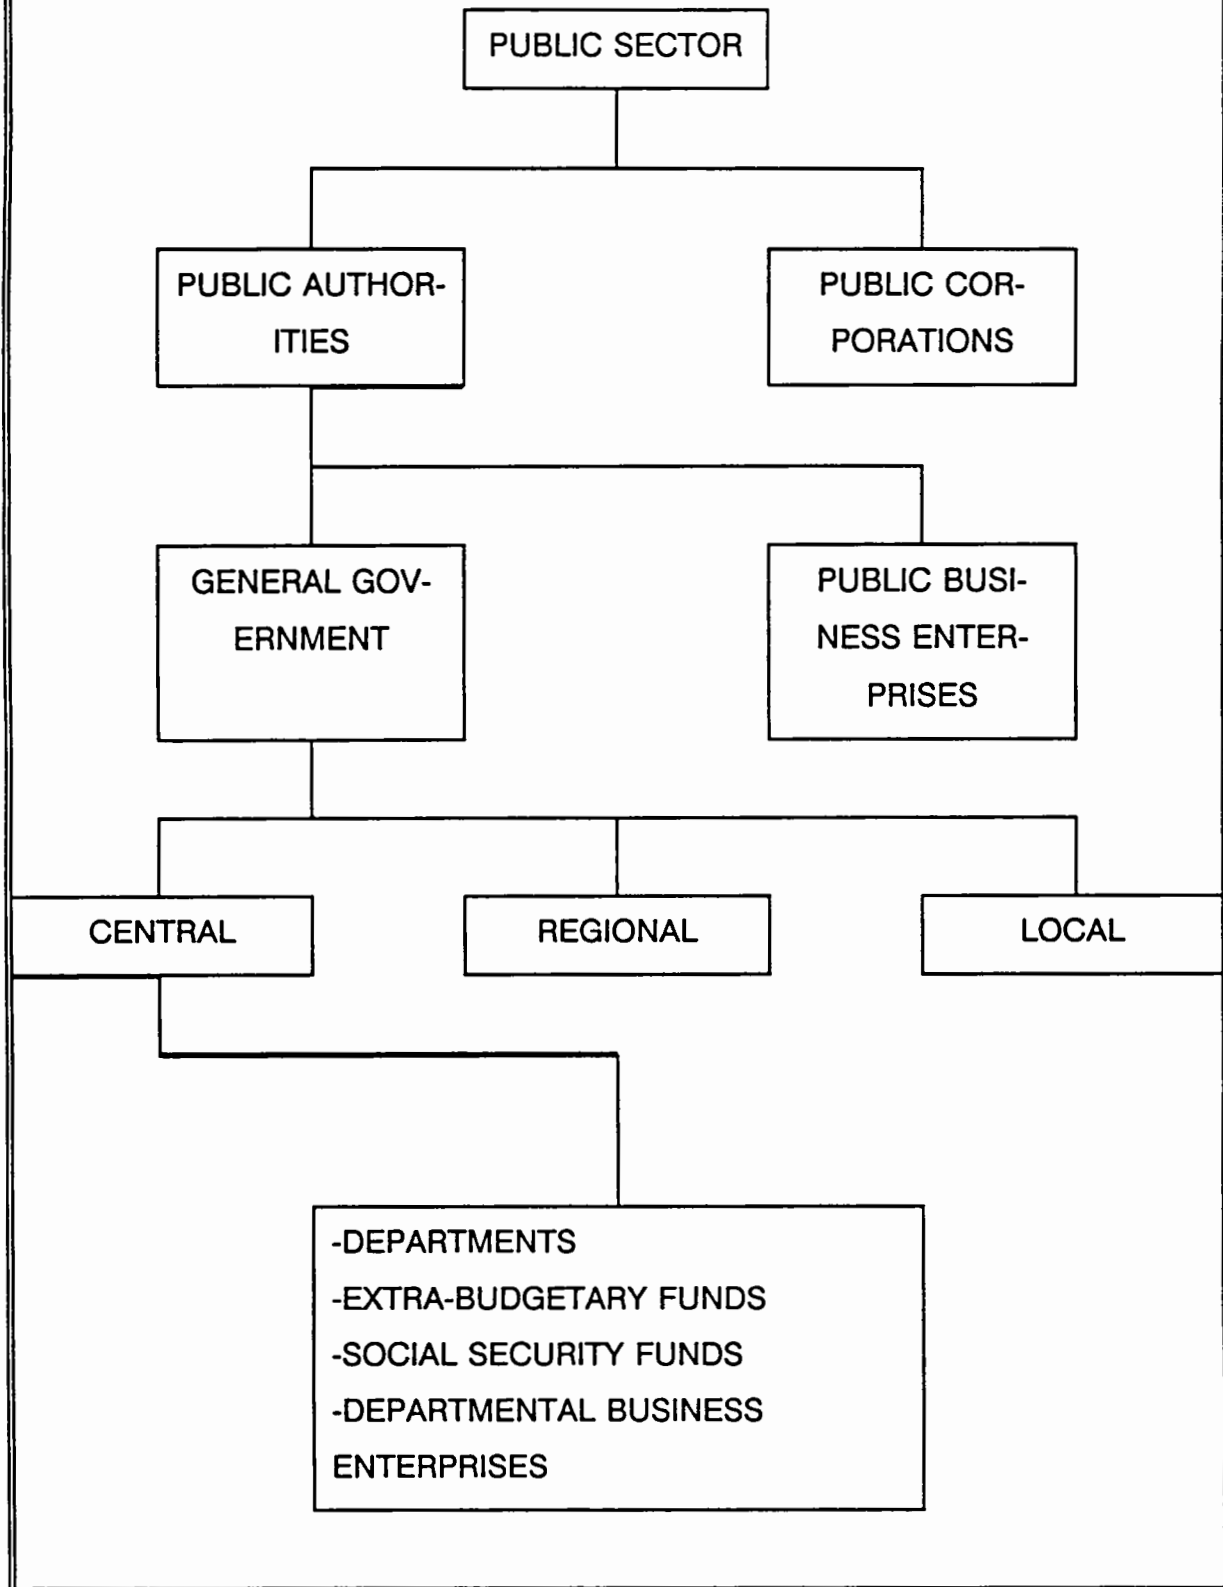 PUBLIC SECTOR
PUBLIC AUTHOR-
ITIES
PUBLIC COR-
PORATIONS
GENERAL GOV-
ERNMENT
PUBLIC BUSI-
NESS ENTER-
PRISES
CENTRAL
REGIONAL
LOCAL
-DEPARTMENTS
-EXTRA-BUDGETARY FUNDS
-SOCIAL SECURITY FUNDS
-DEPARTMENTAL BUSINESS
ENTERPRISES